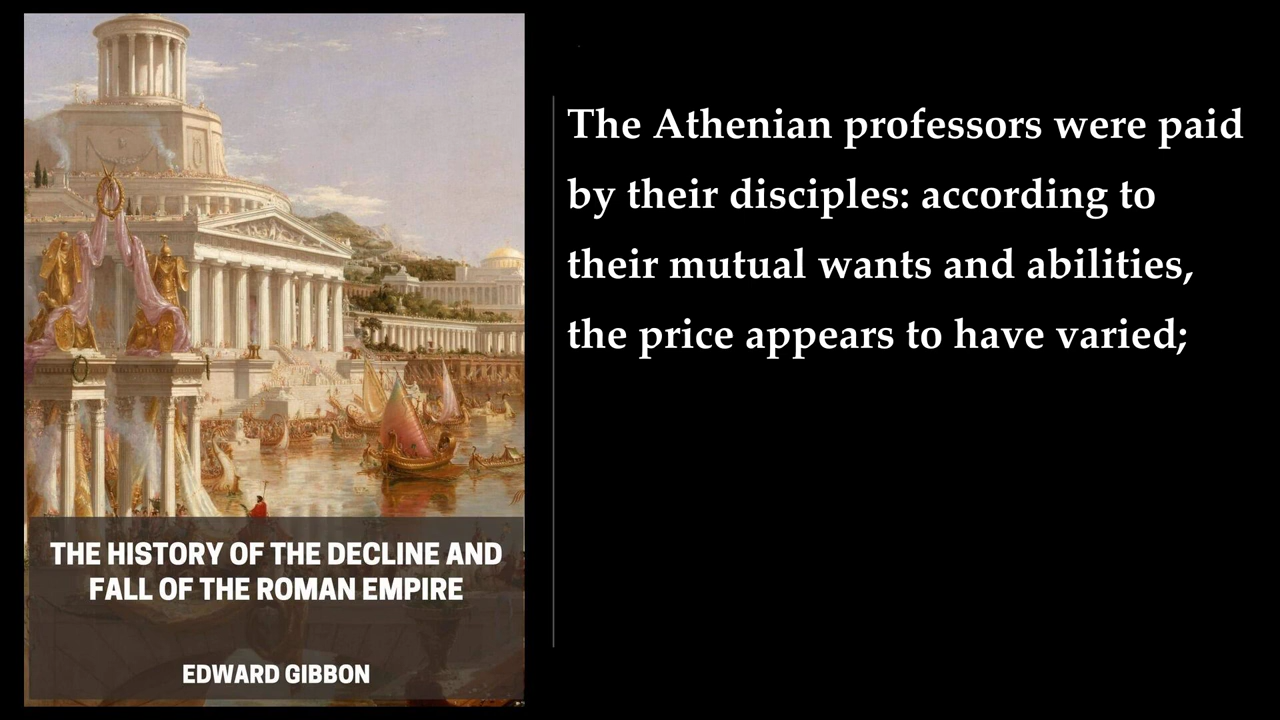 THE HISTORY OF THE DECLINE AND
FALL OF THE ROMAN EMPIRE
EDWARD GIBBON
The Athenian professors were paid
by their disciples: according to
their mutual wants and abilities,
the price appears to have varied;